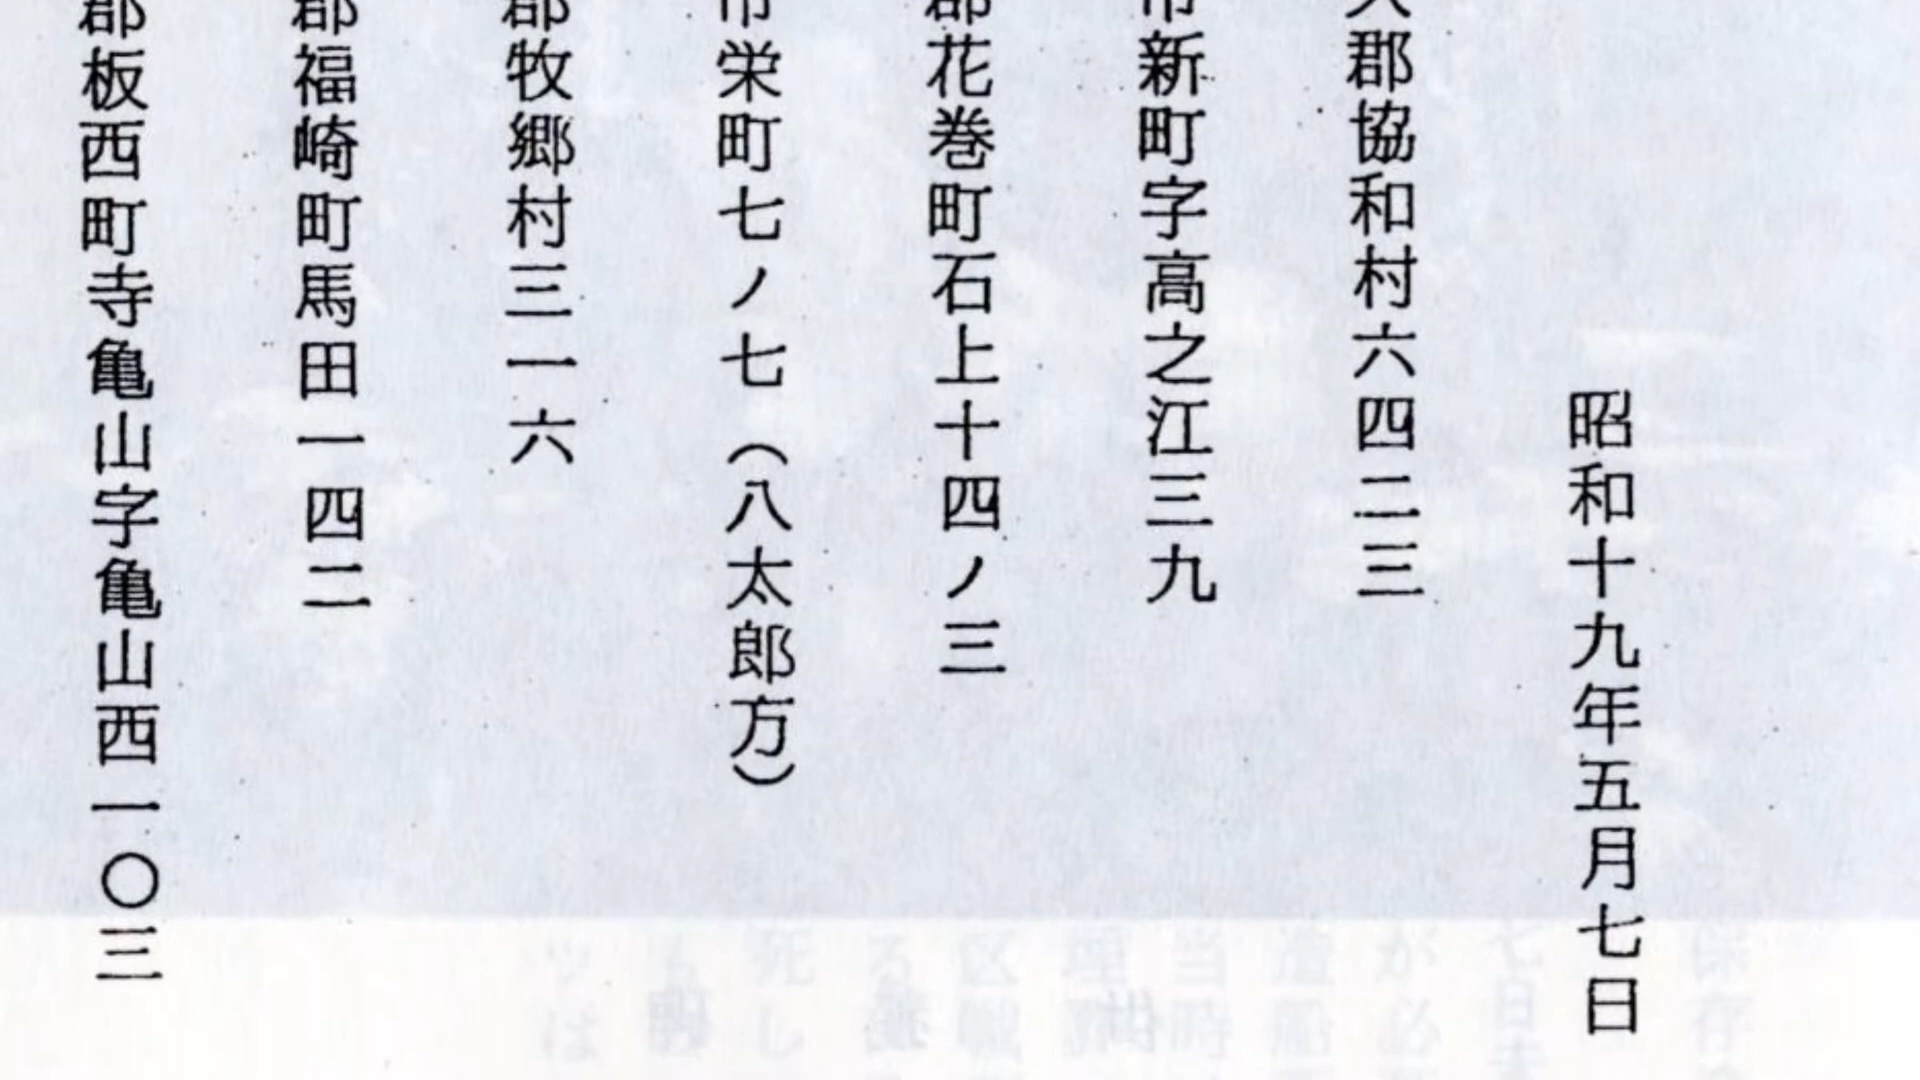 昭和十九年五月七日
郡協和村六四二三
市新町字高之江三九
郡花巻町石上十四ノ三
市栄町七ノ七（八太郎方）
郡牧郷村三一六
郡福崎町馬田一四二
郡板西町寺亀山字亀山西一〇三